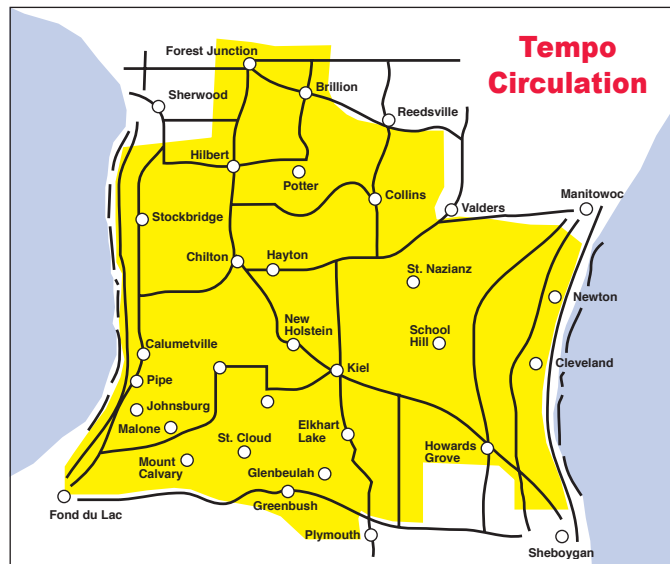 Tempo
Circulation
Forest Junction
Brillion
Sherwood
Reedsville
Hilbert
Potter
Collins
Manitowoc
Valders
Stockbridge
Chilton
Hayton
St. Nazianz
Newton
New
Holstein
School
Hill
Calumetville
Cleveland
Kiel
Pipe
Johnsburg
Malone
St. Cloud
Elkhart
Lake
Howards
Grove
Mount
Calvary
Glenbeulah
Greenbush
Fond du Lac
Plymouth
Sheboygan